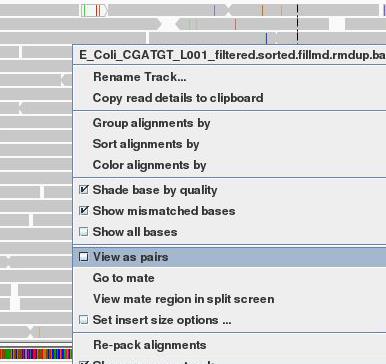 E_Coli_CGATGT_L001_filtered.sorted.fillmd.rmdup.ba
Rename Track...
Copy read details to clipboard
Group alignments by
Sort alignments by
Color alignments by
Shade base by quality
Show mismatched bases
Show all bases
View as pairs
Go to mate
View mate region in split screen
Set insert size options ...
Re-pack alignments